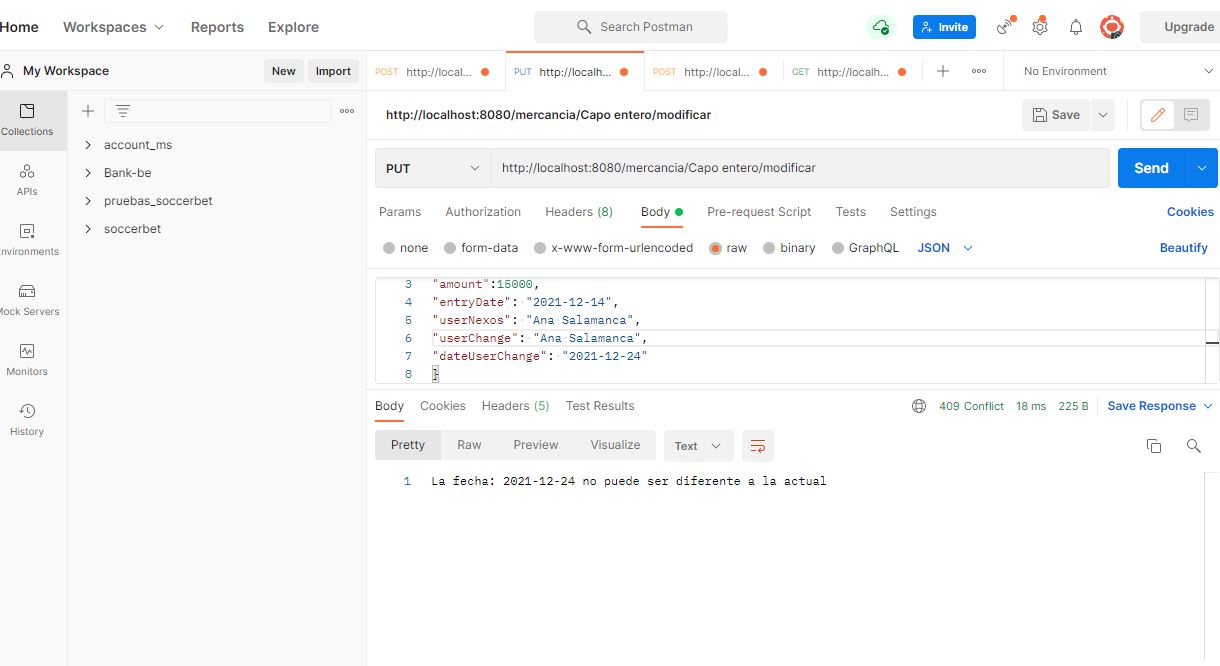 Home Workspaces Reports Explore Search Postman Invite Upgrade
My Workspace New Import
POST http://local... PUT http://localh... POST http://local... GET http://localh... No Environment
Collections
APIs
nvironments
Mock Servers
Monitors
History
account_ms
Bank-be
pruebas_soccerbet
soccerbet
http://localhost:8080/mercancia/Capo entero/modificar Save
PUT http://localhost:8080/mercancia/Capo entero/modificar Send
Params Authorization Headers (8) Body Pre-request Script Tests Settings Cookies
none form-data x-www-form-urlencoded raw binary GraphQL JSON Beautify
3 "amount":15000,
4 "entryDate": "2021-12-14",
5 "userNexos": "Ana Salamanca",
6 "userChange": "Ana Salamanca",
7 "dateUserChange": "2021-12-24"
8 }
Body Cookies Headers (5) Test Results 409 Conflict 18 ms 225 B Save Response
Pretty Raw Preview Visualize Text
1 La fecha: 2021-12-24 no puede ser diferente a la actual